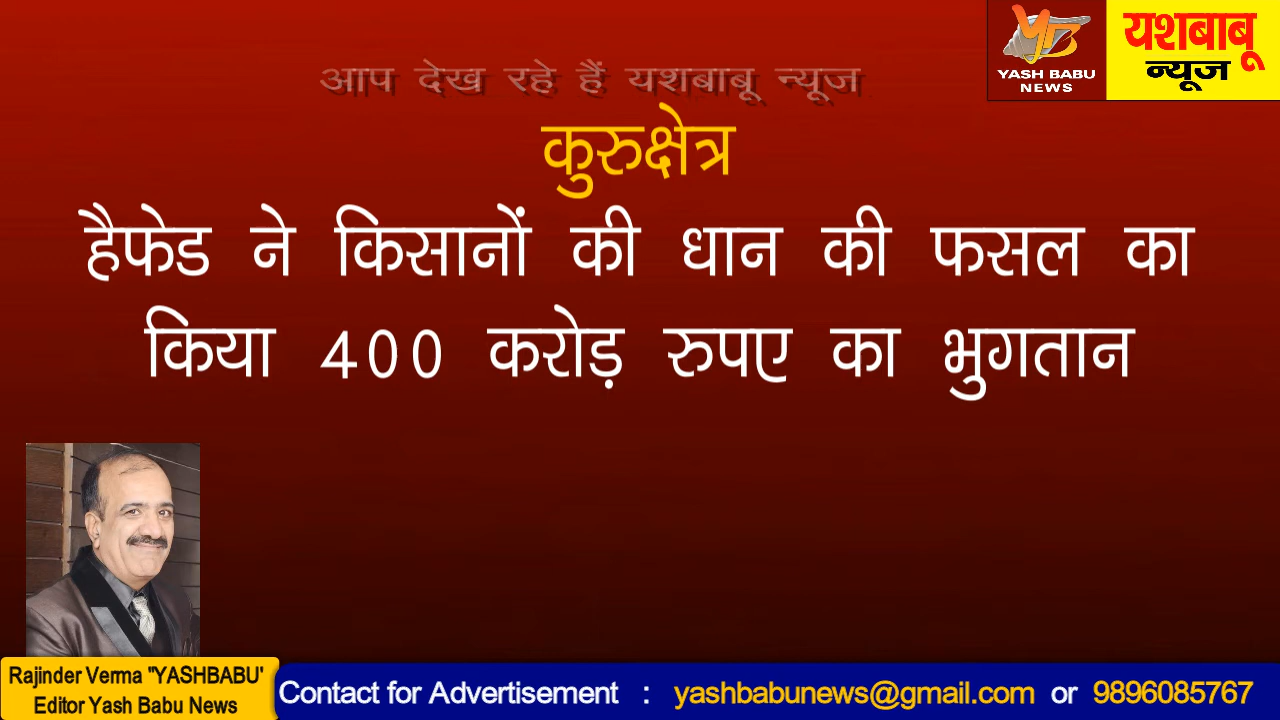 YASH BABU
NEWS
यशबाबू
न्यूज
आप देख रहे हैं यशबाबू न्यूज
कुरुक्षेत्र
हैफेड ने किसानों की धान की फसल का
किया 400 करोड़ रुपए का भुगतान
Rajinder Verma "YASHBABU'
Editor Yash Babu News
Contact for Advertisement : yashbabunews@gmail.com or 9896085767